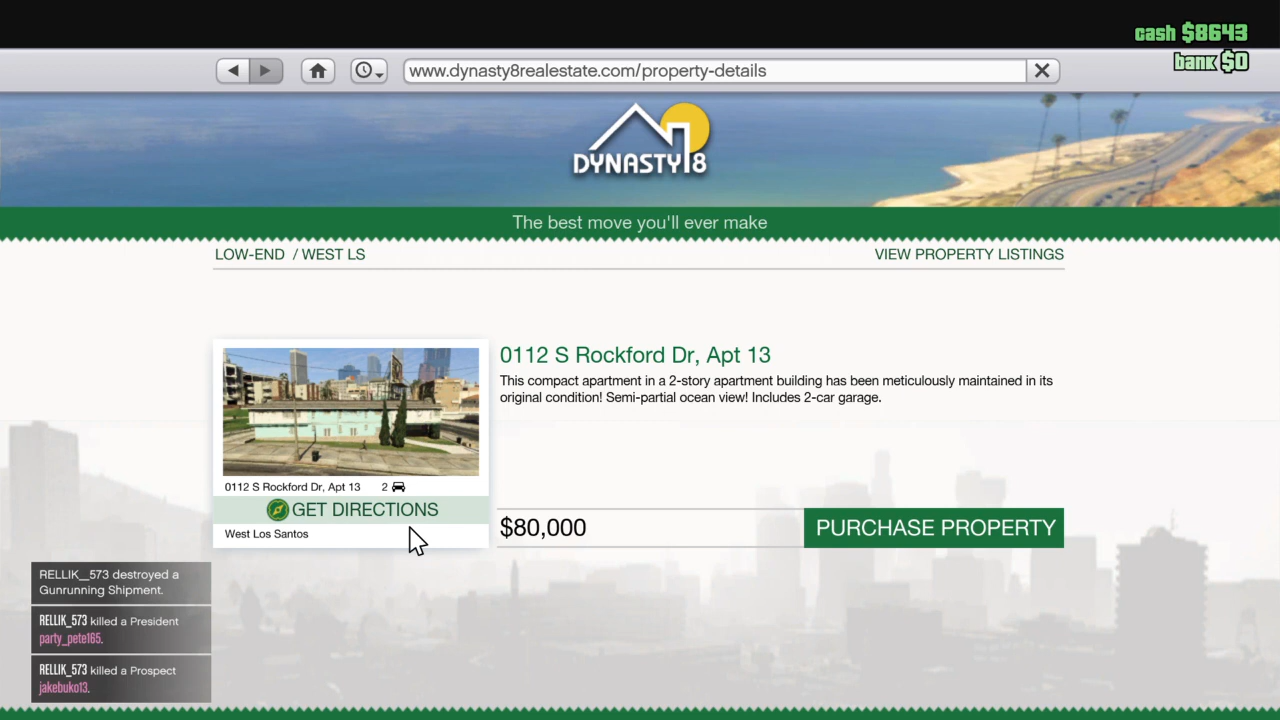 cash $8643
bank $0
www.dynasty8realestate.com/property-details
DYNASTY 8
The best move you'll ever make
LOW-END / WEST LS
VIEW PROPERTY LISTINGS
0112 S Rockford Dr, Apt 13
This compact apartment in a 2-story apartment building has been meticulously maintained in its
original condition! Semi-partial ocean view! Includes 2-car garage.
0112 S Rockford Dr, Apt 13 2
GET DIRECTIONS
West Los Santos
$80,000
PURCHASE PROPERTY
RELLIK_573 destroyed a
Gunrunning Shipment.
RELLIK_573 killed a President
party_pete165.
RELLIK_573 killed a Prospect
jakebuko13.